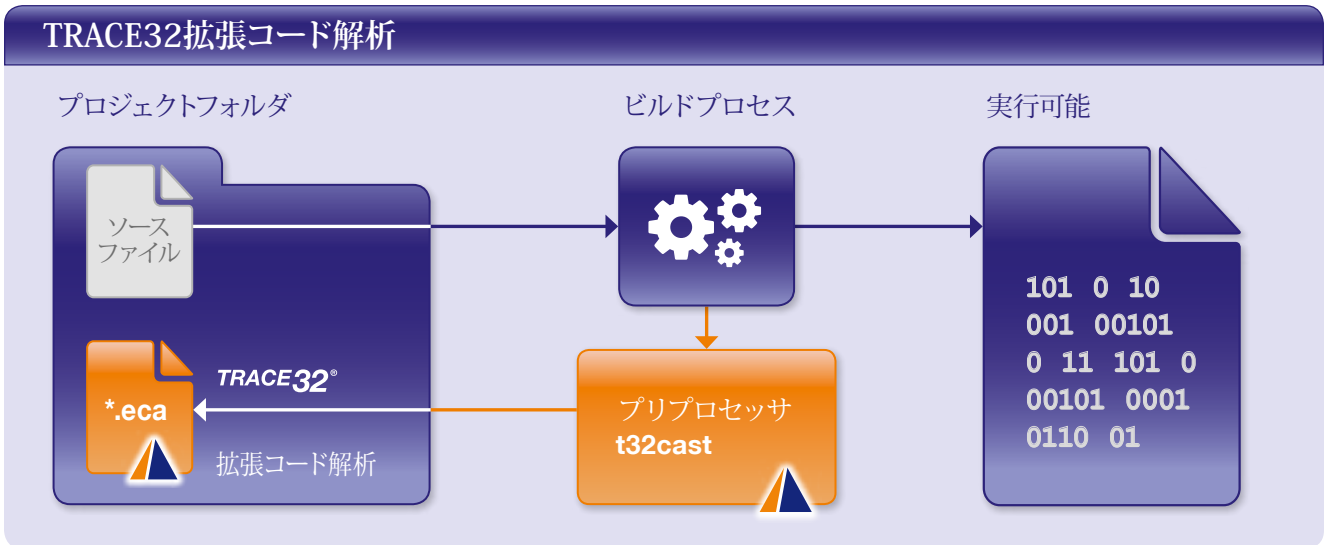 TRACE32拡張コード解析
プロジェクトフォルダ
ビルドプロセス
実行可能
ソース
ファイル
101 0 10
001 00101
0 11 101 0
00101 0001
0110 01
TRACE32®
*.eca
拡張コード解析
プリプロセッサ
t32cast